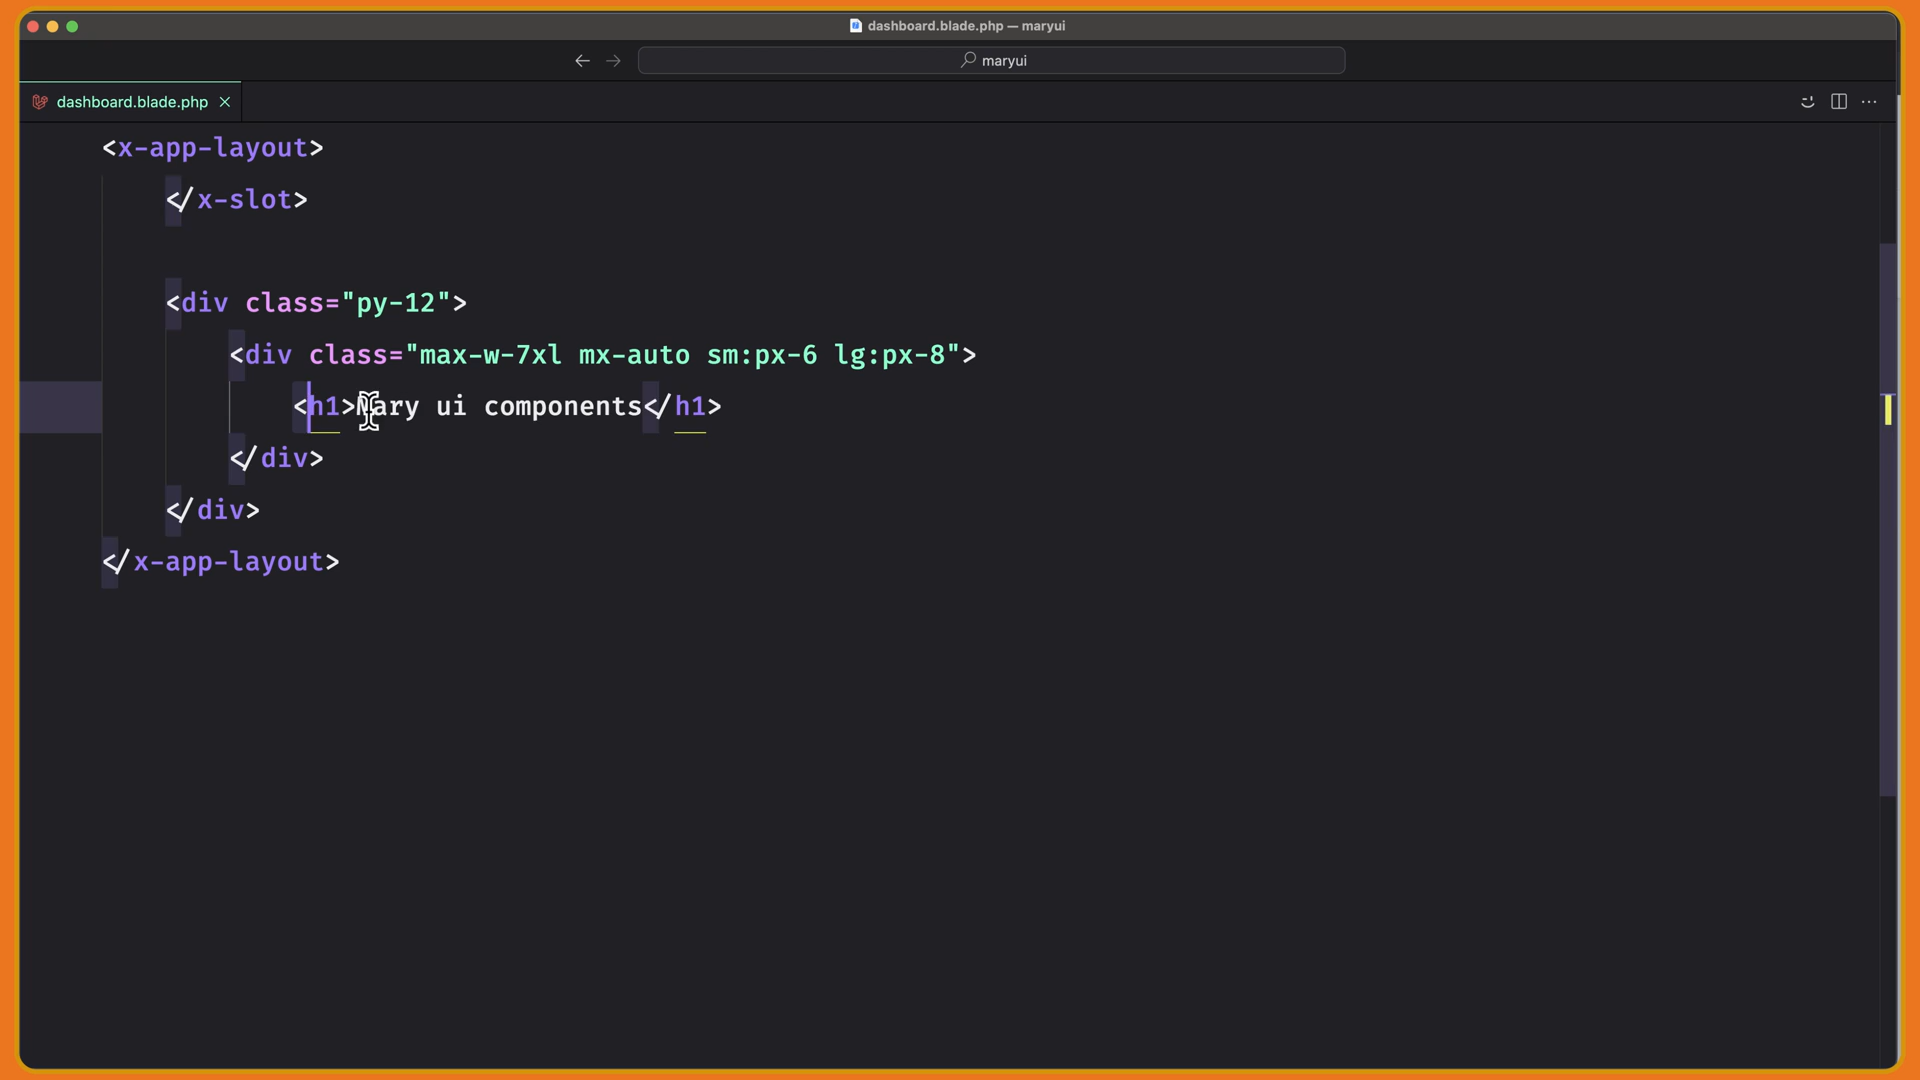 dashboard.blade.php — maryui
maryui
dashboard.blade.php
<x-app-layout>
</x-slot>
<div class="py-12">
<div class="max-w-7xl mx-auto sm:px-6 lg:px-8">
<h1>Mary ui components</h1>
</div>
</div>
</x-app-layout>